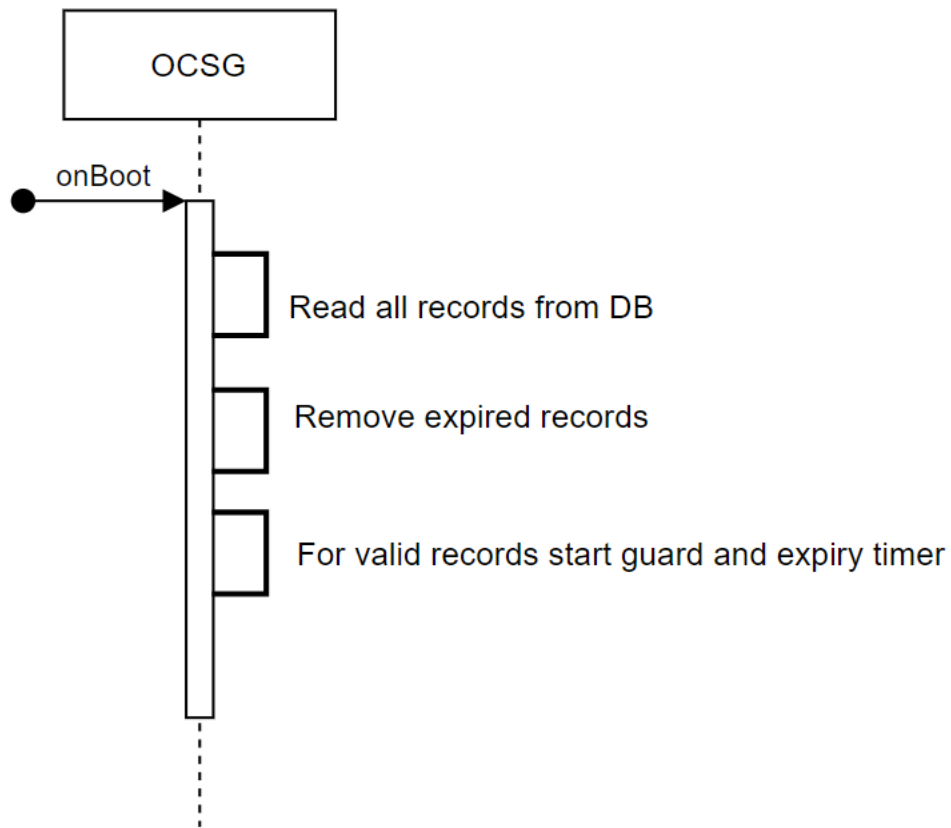 OCSG
onBoot
Read all records from DB
Remove expired records
For valid records start guard and expiry timer